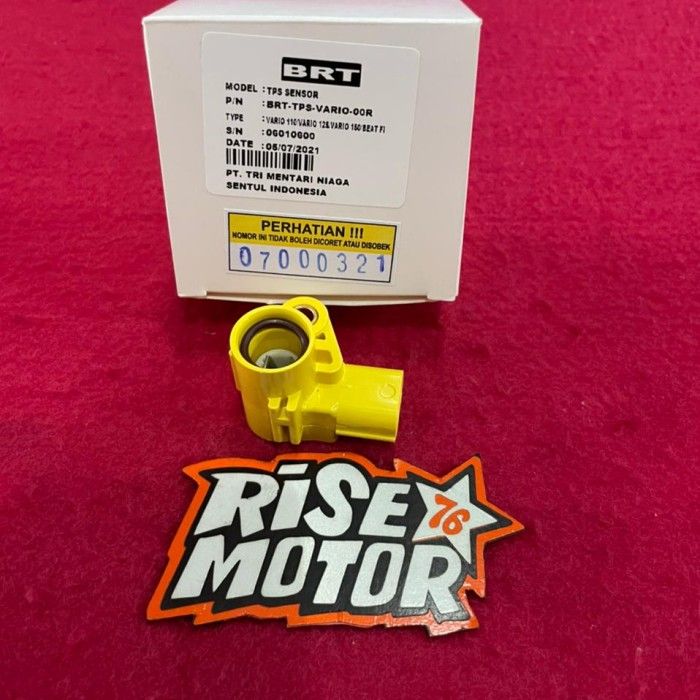 BRT
MODEL : TPS SENSOR
P/N : BRT-TPS-VARIO-00R
TYPE : VARIO 110/VARIO 125/VARIO 150/BEAT FI
S/N : 06010600
DATE : 05/07/2021
PT. TRI MENTARI NIAGA
SENTUL INDONESIA
PERHATIAN !!!
NOMOR INI TIDAK BOLEH DICORET ATAU DISOBEK
07000321
RISE
76
MOTOR